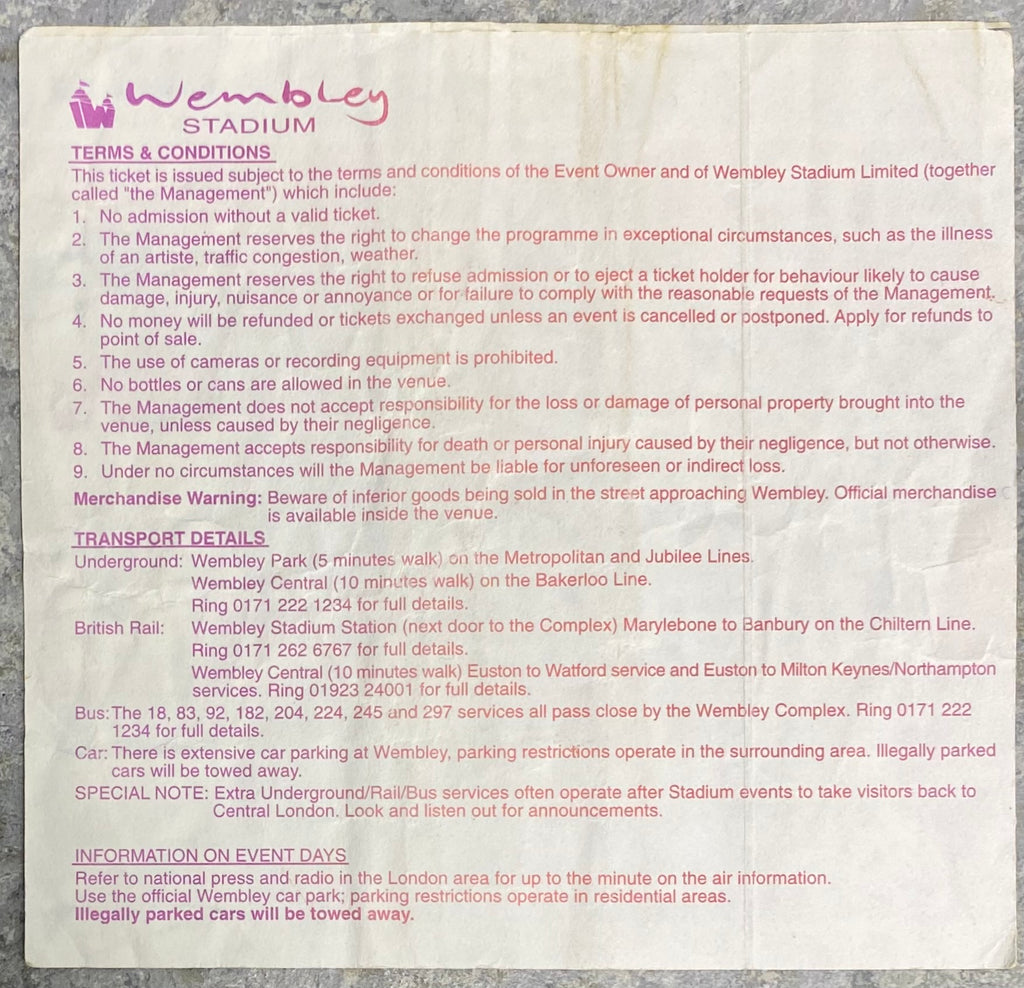 Wembley
STADIUM
TERMS & CONDITIONS
This ticket is issued subject to the terms and conditions of the Event Owner and of Wembley Stadium Limited (together
called "the Management") which include:
1. No admission without a valid ticket.
2. The Management reserves the right to change the programme in exceptional circumstances, such as the illness
of an artiste, traffic congestion, weather.
3. The Management reserves the right to refuse admission or to eject a ticket holder for behaviour likely to cause
damage, injury, nuisance or annoyance or for failure to comply with the reasonable requests of the Management.
4. No money will be refunded or tickets exchanged unless an event is cancelled or postponed. Apply for refunds to
point of sale.
5. The use of cameras or recording equipment is prohibited.
6. No bottles or cans are allowed in the venue.
7. The Management does not accept responsibility for the loss or damage of personal property brought into the
venue, unless caused by their negligence.
8. The Management accepts responsibility for death or personal injury caused by their negligence, but not otherwise.
9. Under no circumstances will the Management be liable for unforeseen or indirect loss.
Merchandise Warning: Beware of inferior goods being sold in the street approaching Wembley. Official merchandise
is available inside the venue.
TRANSPORT DETAILS
Underground: Wembley Park (5 minutes walk) on the Metropolitan and Jubilee Lines.
Wembley Central (10 minutes walk) on the Bakerloo Line.
Ring 0171 222 1234 for full details.
British Rail: Wembley Stadium Station (next door to the Complex) Marylebone to Banbury on the Chiltern Line.
Ring 0171 262 6767 for full details.
Wembley Central (10 minutes walk) Euston to Watford service and Euston to Milton Keynes/Northampton
services. Ring 01923 24001 for full details.
Bus: The 18, 83, 92, 182, 204, 224, 245 and 297 services all pass close by the Wembley Complex. Ring 0171 222
1234 for full details.
Car: There is extensive car parking at Wembley, parking restrictions operate in the surrounding area. Illegally parked
cars will be towed away.
SPECIAL NOTE: Extra Underground/Rail/Bus services often operate after Stadium events to take visitors back to
Central London. Look and listen out for announcements.
INFORMATION ON EVENT DAYS
Refer to national press and radio in the London area for up to the minute on the air information.
Use the official Wembley car park; parking restrictions operate in residential areas.
Illegally parked cars will be towed away.